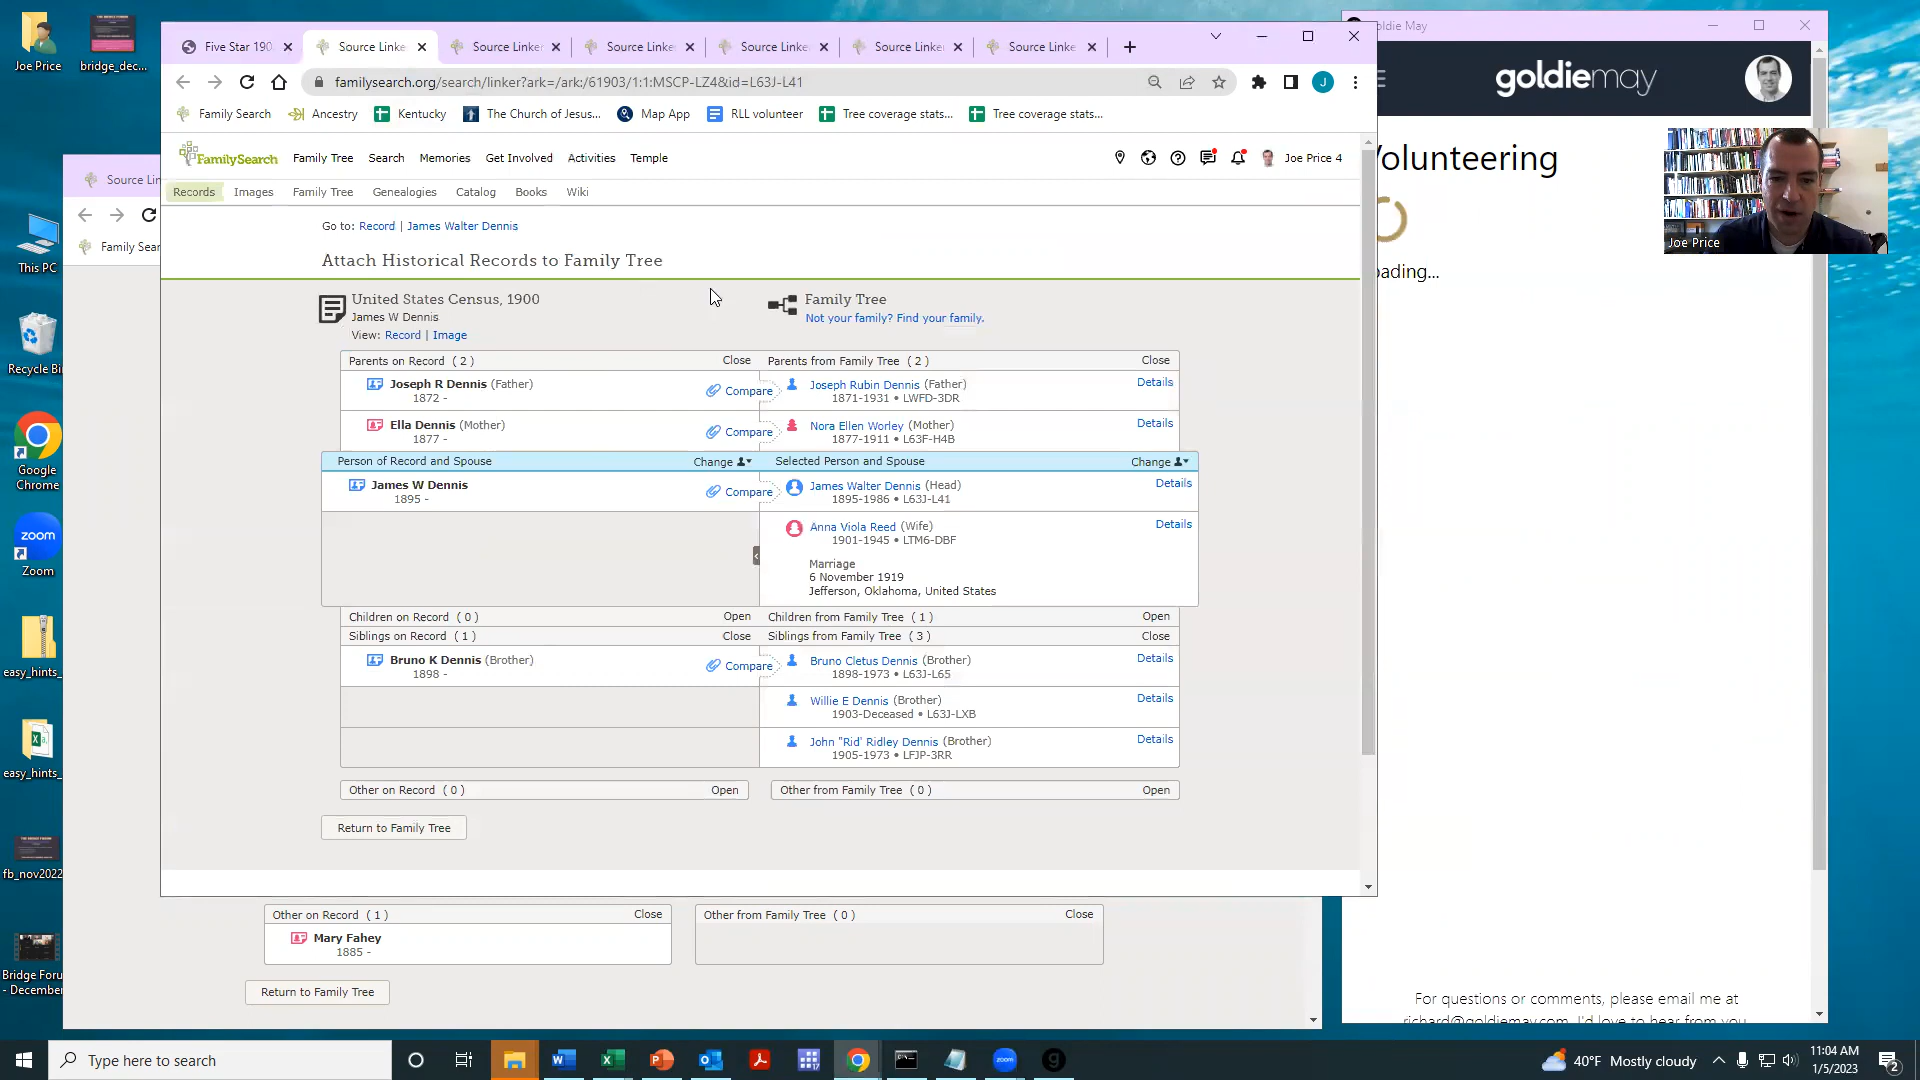 Joe Price
bridge_dec...
Five Star 190
Source Linke
Source Linker
Source Linke
Source Linke
Source Linke
Source Linke
familysearch.org/search/linker?ark=/ark:/61903/1:1:MSCP-LZ4&id=L63J-L41
J
Family Search
Ancestry
Kentucky
The Church of Jesus...
Map App
RLL volunteer
Tree coverage stats...
Tree coverage stats...
FamilySearch
Family Tree
Search
Memories
Get Involved
Activities
Temple
Joe Price 4
Records
Images
Family Tree
Genealogies
Catalog
Books
Wiki
Go to: Record | James Walter Dennis
Attach Historical Records to Family Tree
United States Census, 1900
James W Dennis
View: Record | Image
Family Tree
Not your family? Find your family.
Parents on Record ( 2 )
Close
Parents from Family Tree ( 2 )
Close
Joseph R Dennis (Father)
1872 -
Compare
Joseph Rubin Dennis (Father)
1871-1931 • LWFD-3DR
Details
Ella Dennis (Mother)
1877 -
Compare
Nora Ellen Worley (Mother)
1877-1911 • L63F-H4B
Details
Person of Record and Spouse
Change
Selected Person and Spouse
Change
James W Dennis
1895 -
Compare
James Walter Dennis (Head)
1895-1986 • L63J-L41
Details
Anna Viola Reed (Wife)
1901-1945 • LTM6-DBF
Details
Marriage
6 November 1919
Jefferson, Oklahoma, United States
Children on Record ( 0 )
Open
Children from Family Tree ( 1 )
Open
Siblings on Record ( 1 )
Close
Siblings from Family Tree ( 3 )
Close
Bruno K Dennis (Brother)
1898 -
Compare
Bruno Cletus Dennis (Brother)
1898-1973 • L63J-L65
Details
Willie E Dennis (Brother)
1903-Deceased • L63J-LXB
Details
John "Rid' Ridley Dennis (Brother)
1905-1973 • LFJP-3RR
Details
Other on Record ( 0 )
Open
Other from Family Tree ( 0 )
Open
Return to Family Tree
Source Lin
Family Sear
Other on Record ( 1 )
Close
Other from Family Tree ( 0 )
Close
Mary Fahey
1885 -
Return to Family Tree
oldie May
goldiemay
Volunteering
oading...
Joe Price
For questions or comments, please email me at
richard@goldiemay.com. I'd love to hear from you
This PC
Recycle Bi
Google
Chrome
zoom
Zoom
easy_hints_
easy_hints_
fb_nov2022
Bridge Foru
- December
Type here to search
zoom
40°F Mostly cloudy
11:04 AM
1/5/2023
2